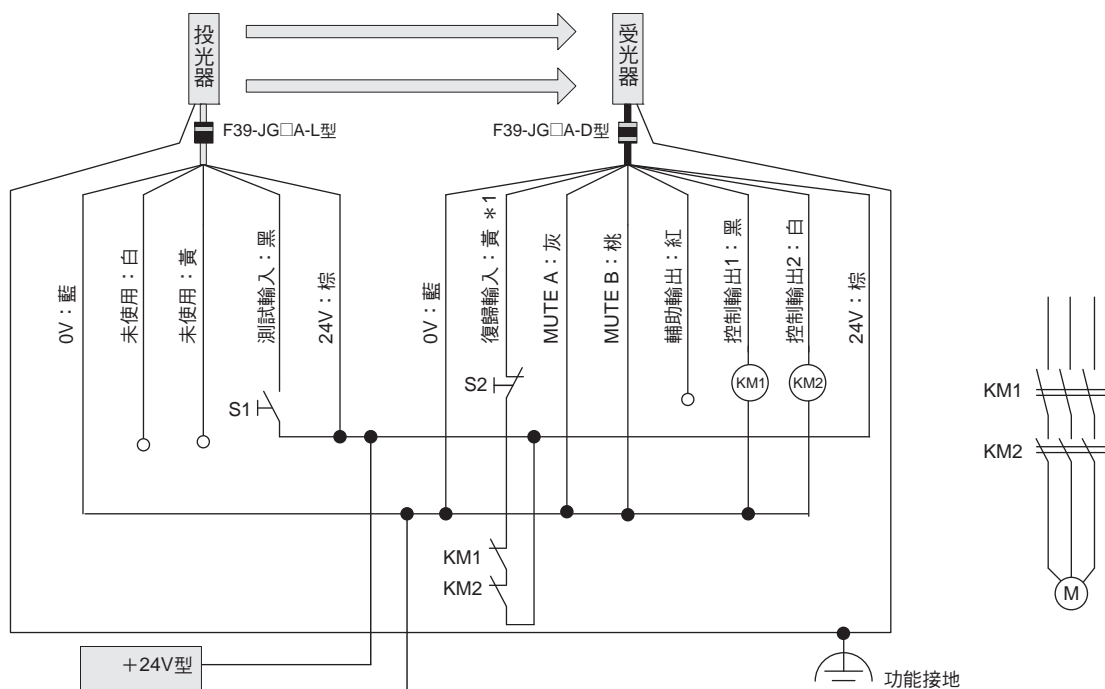 投光器
受光器
F39-JG□A-L型
F39-JG□A-D型
0V：藍
未使用：白
未使用：黃
測試輸入：黑
24V：棕
0V：藍
復歸輸入：黃 *1
MUTE A：灰
MUTE B：桃
輔助輸出：紅
控制輸出1：黑
控制輸出2：白
24V：棕
S1
S2
KM1
KM2
KM1
KM2
KM1
KM2
M
+24V型
功能接地